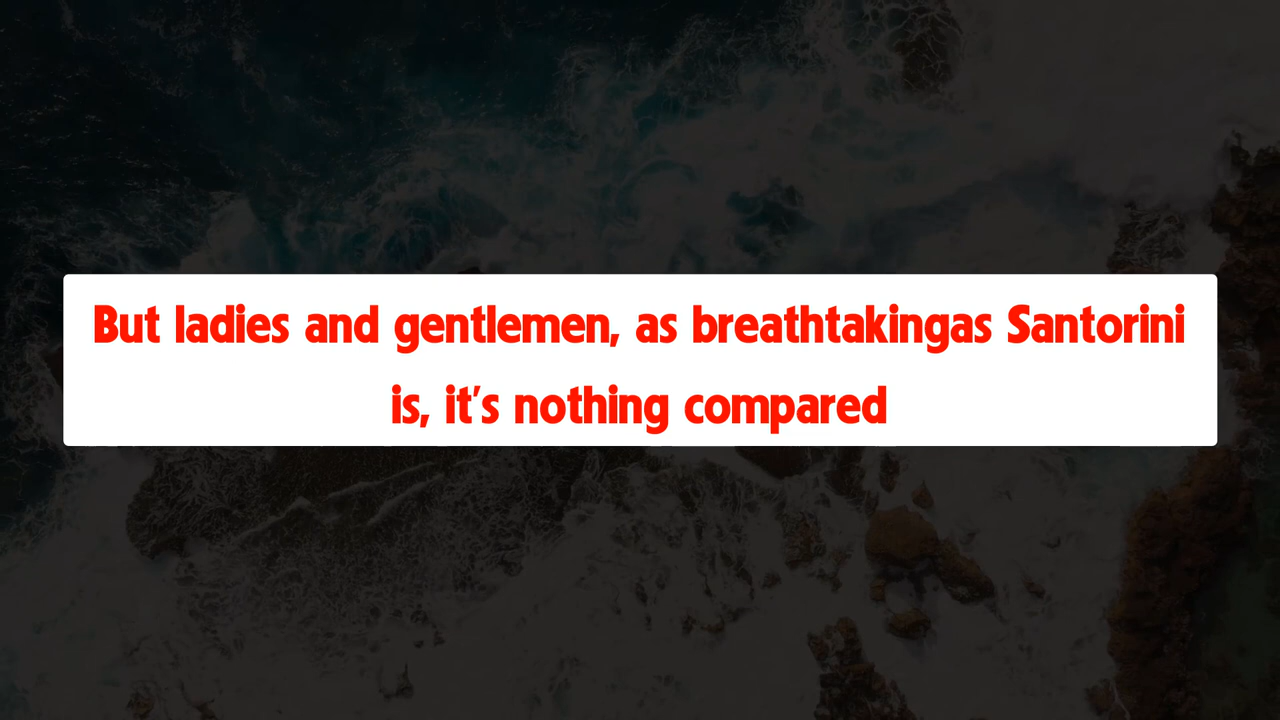 But ladies and gentlemen, as breathtakingas Santorini
is, it's nothing compared